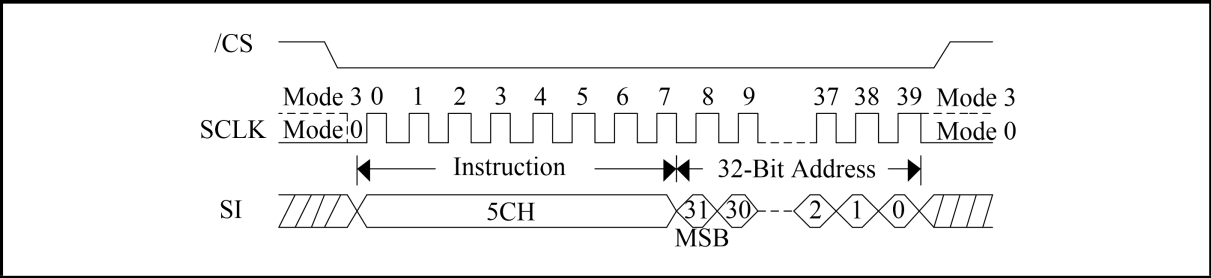 /CS
Mode 3 0 1 2 3 4 5 6 7 8 9 37 38 39 Mode 3
SCLK Mode 0 Mode 0
Instruction 32-Bit Address
SI 5CH 31 30 2 1 0
MSB